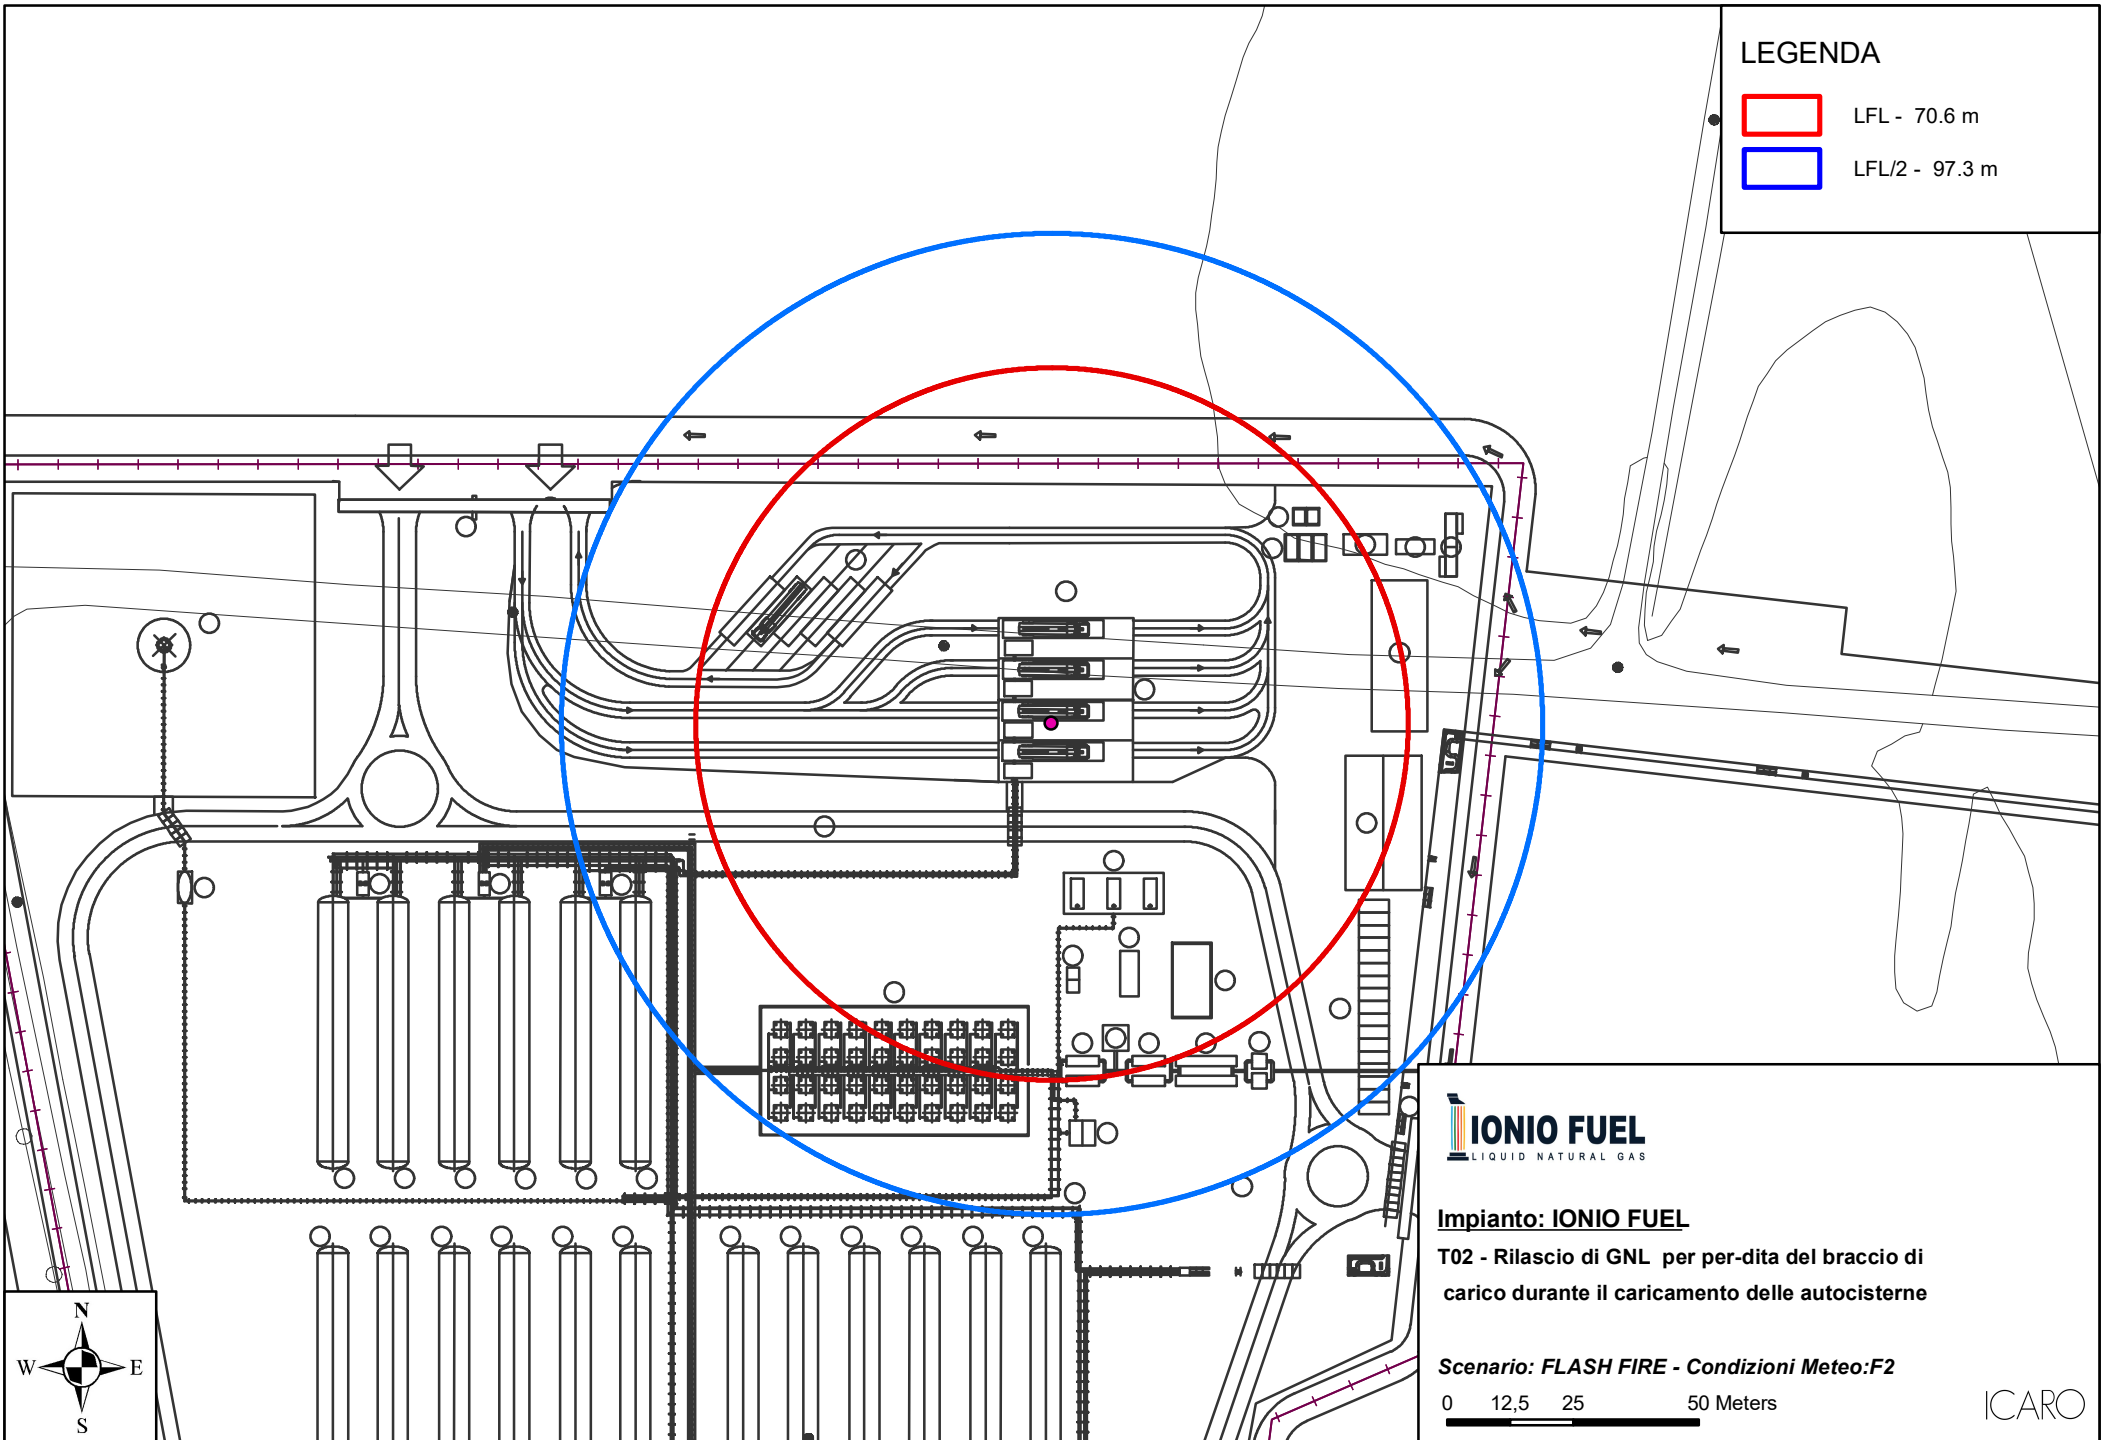 LEGENDA
LFL - 70.6 m
LFL/2 - 97.3 m
IONIO FUEL
LIQUID NATURAL GAS
Impianto: IONIO FUEL
T02 - Rilascio di GNL per per-dita del braccio di
carico durante il caricamento delle autocisterne
Scenario: FLASH FIRE - Condizioni Meteo:F2
0 12,5 25 50 Meters
ICARO
N
W E
S